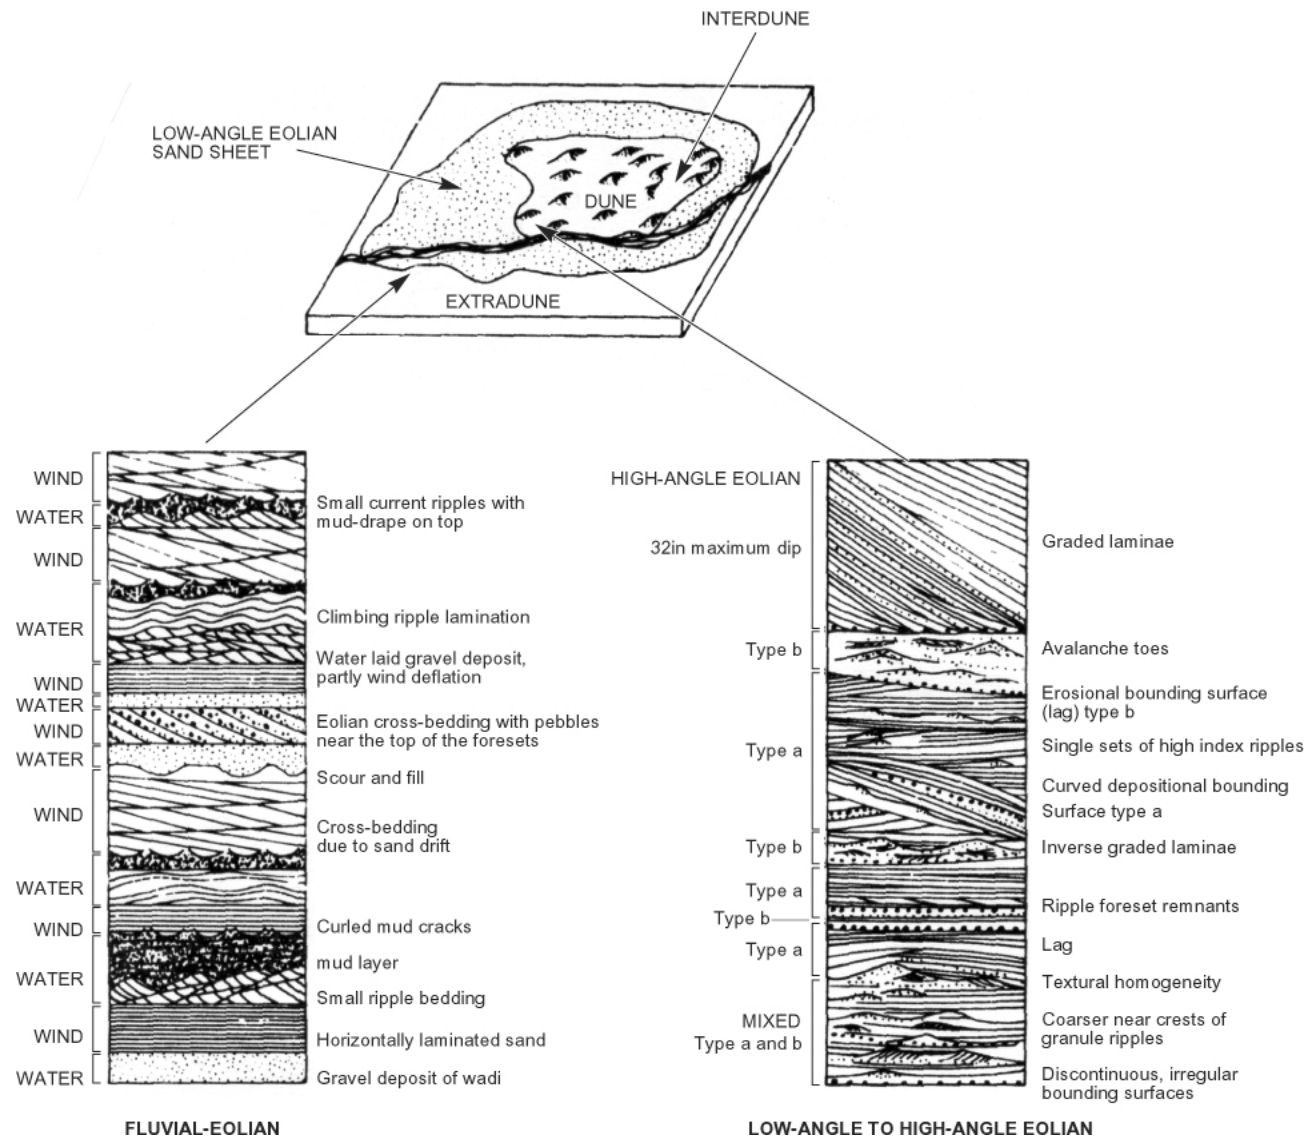 INTERDUNE
LOW-ANGLE EOLIAN
SAND SHEET
DUNE
EXTRADUNE
WIND
WATER
WIND
WATER
WIND
WATER
WIND
WATER
WIND
WATER
WIND
WATER
WIND
WATER
Small current ripples with
mud-drape on top
Climbing ripple lamination
Water laid gravel deposit,
partly wind deflation
Eolian cross-bedding with pebbles
near the top of the foresets
Scour and fill
Cross-bedding
due to sand drift
Curled mud cracks
mud layer
Small ripple bedding
Horizontally laminated sand
Gravel deposit of wadi
FLUVIAL-EOLIAN
HIGH-ANGLE EOLIAN
32in maximum dip
Type b
Type a
Type b
Type a
Type b
Type a
MIXED
Type a and b
Graded laminae
Avalanche toes
Erosional bounding surface
(lag) type b
Single sets of high index ripples
Curved depositional bounding
Surface type a
Inverse graded laminae
Ripple foreset remnants
Lag
Textural homogeneity
Coarser near crests of
granule ripples
Discontinuous, irregular
bounding surfaces
LOW-ANGLE TO HIGH-ANGLE EOLIAN